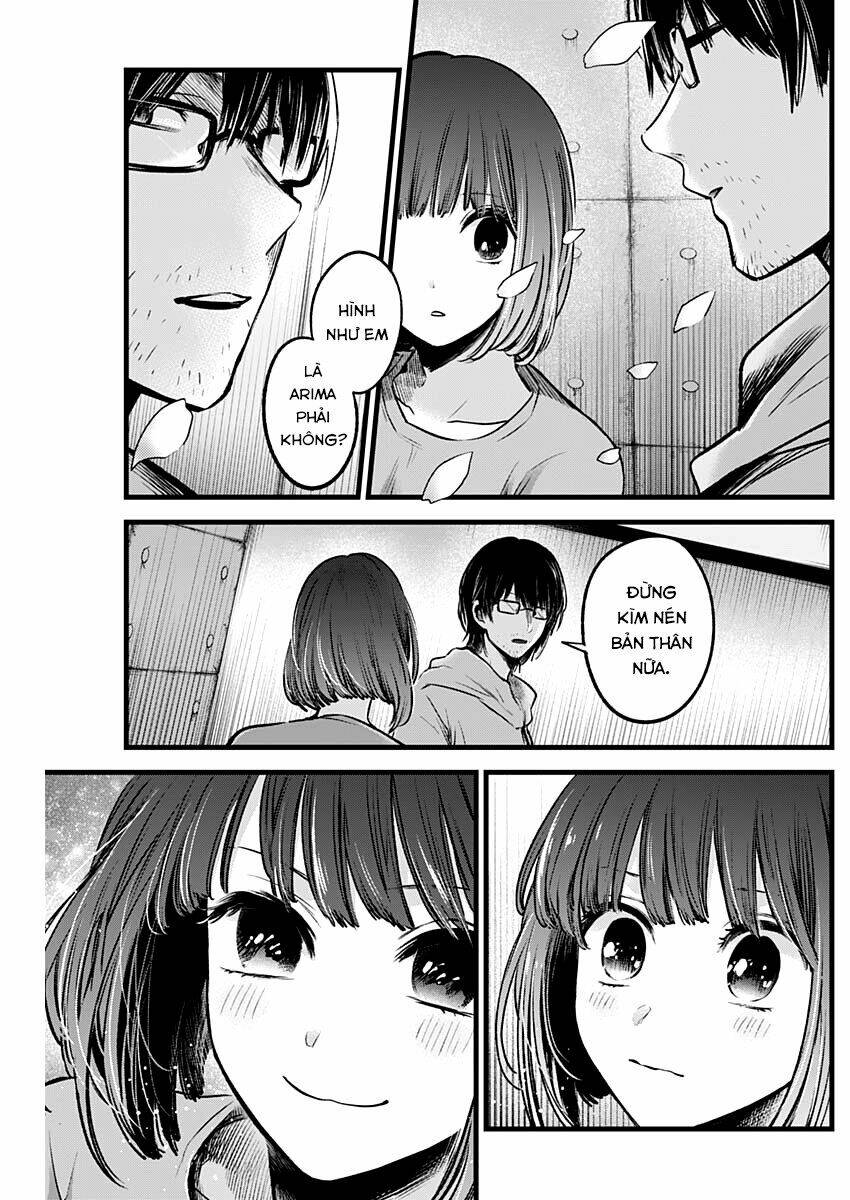 HÌNH
NHƯ EM
LÀ
ARIMA
PHẢI
KHÔNG?
ĐỪNG
KÌM NÉN
BẢN THÂN
NỮA.